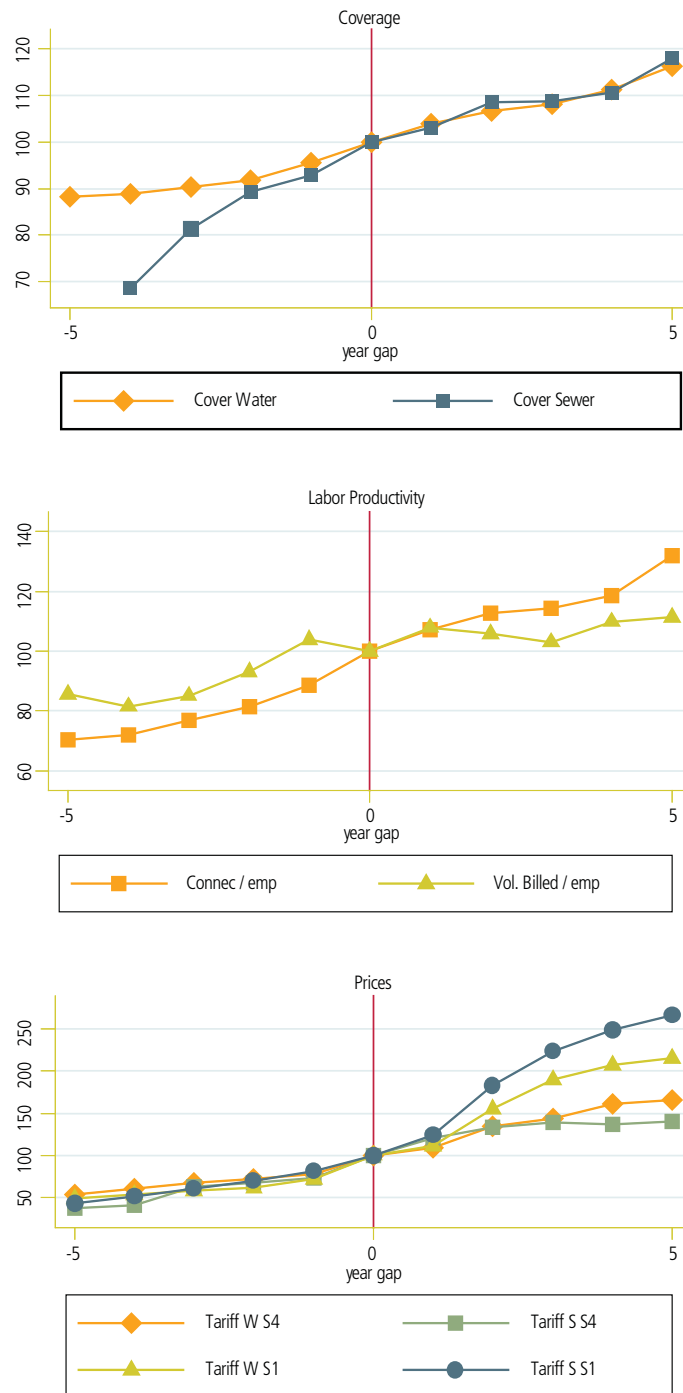 Coverage
120
110
100
90
80
70
-5 0 5
year gap
Cover Water Cover Sewer
Labor Productivity
140
120
100
80
60
-5 0 5
year gap
Connec / emp Vol. Billed / emp
Prices
250
200
150
100
50
-5 0 5
year gap
Tariff W S4 Tariff S S4
Tariff W S1 Tariff S S1